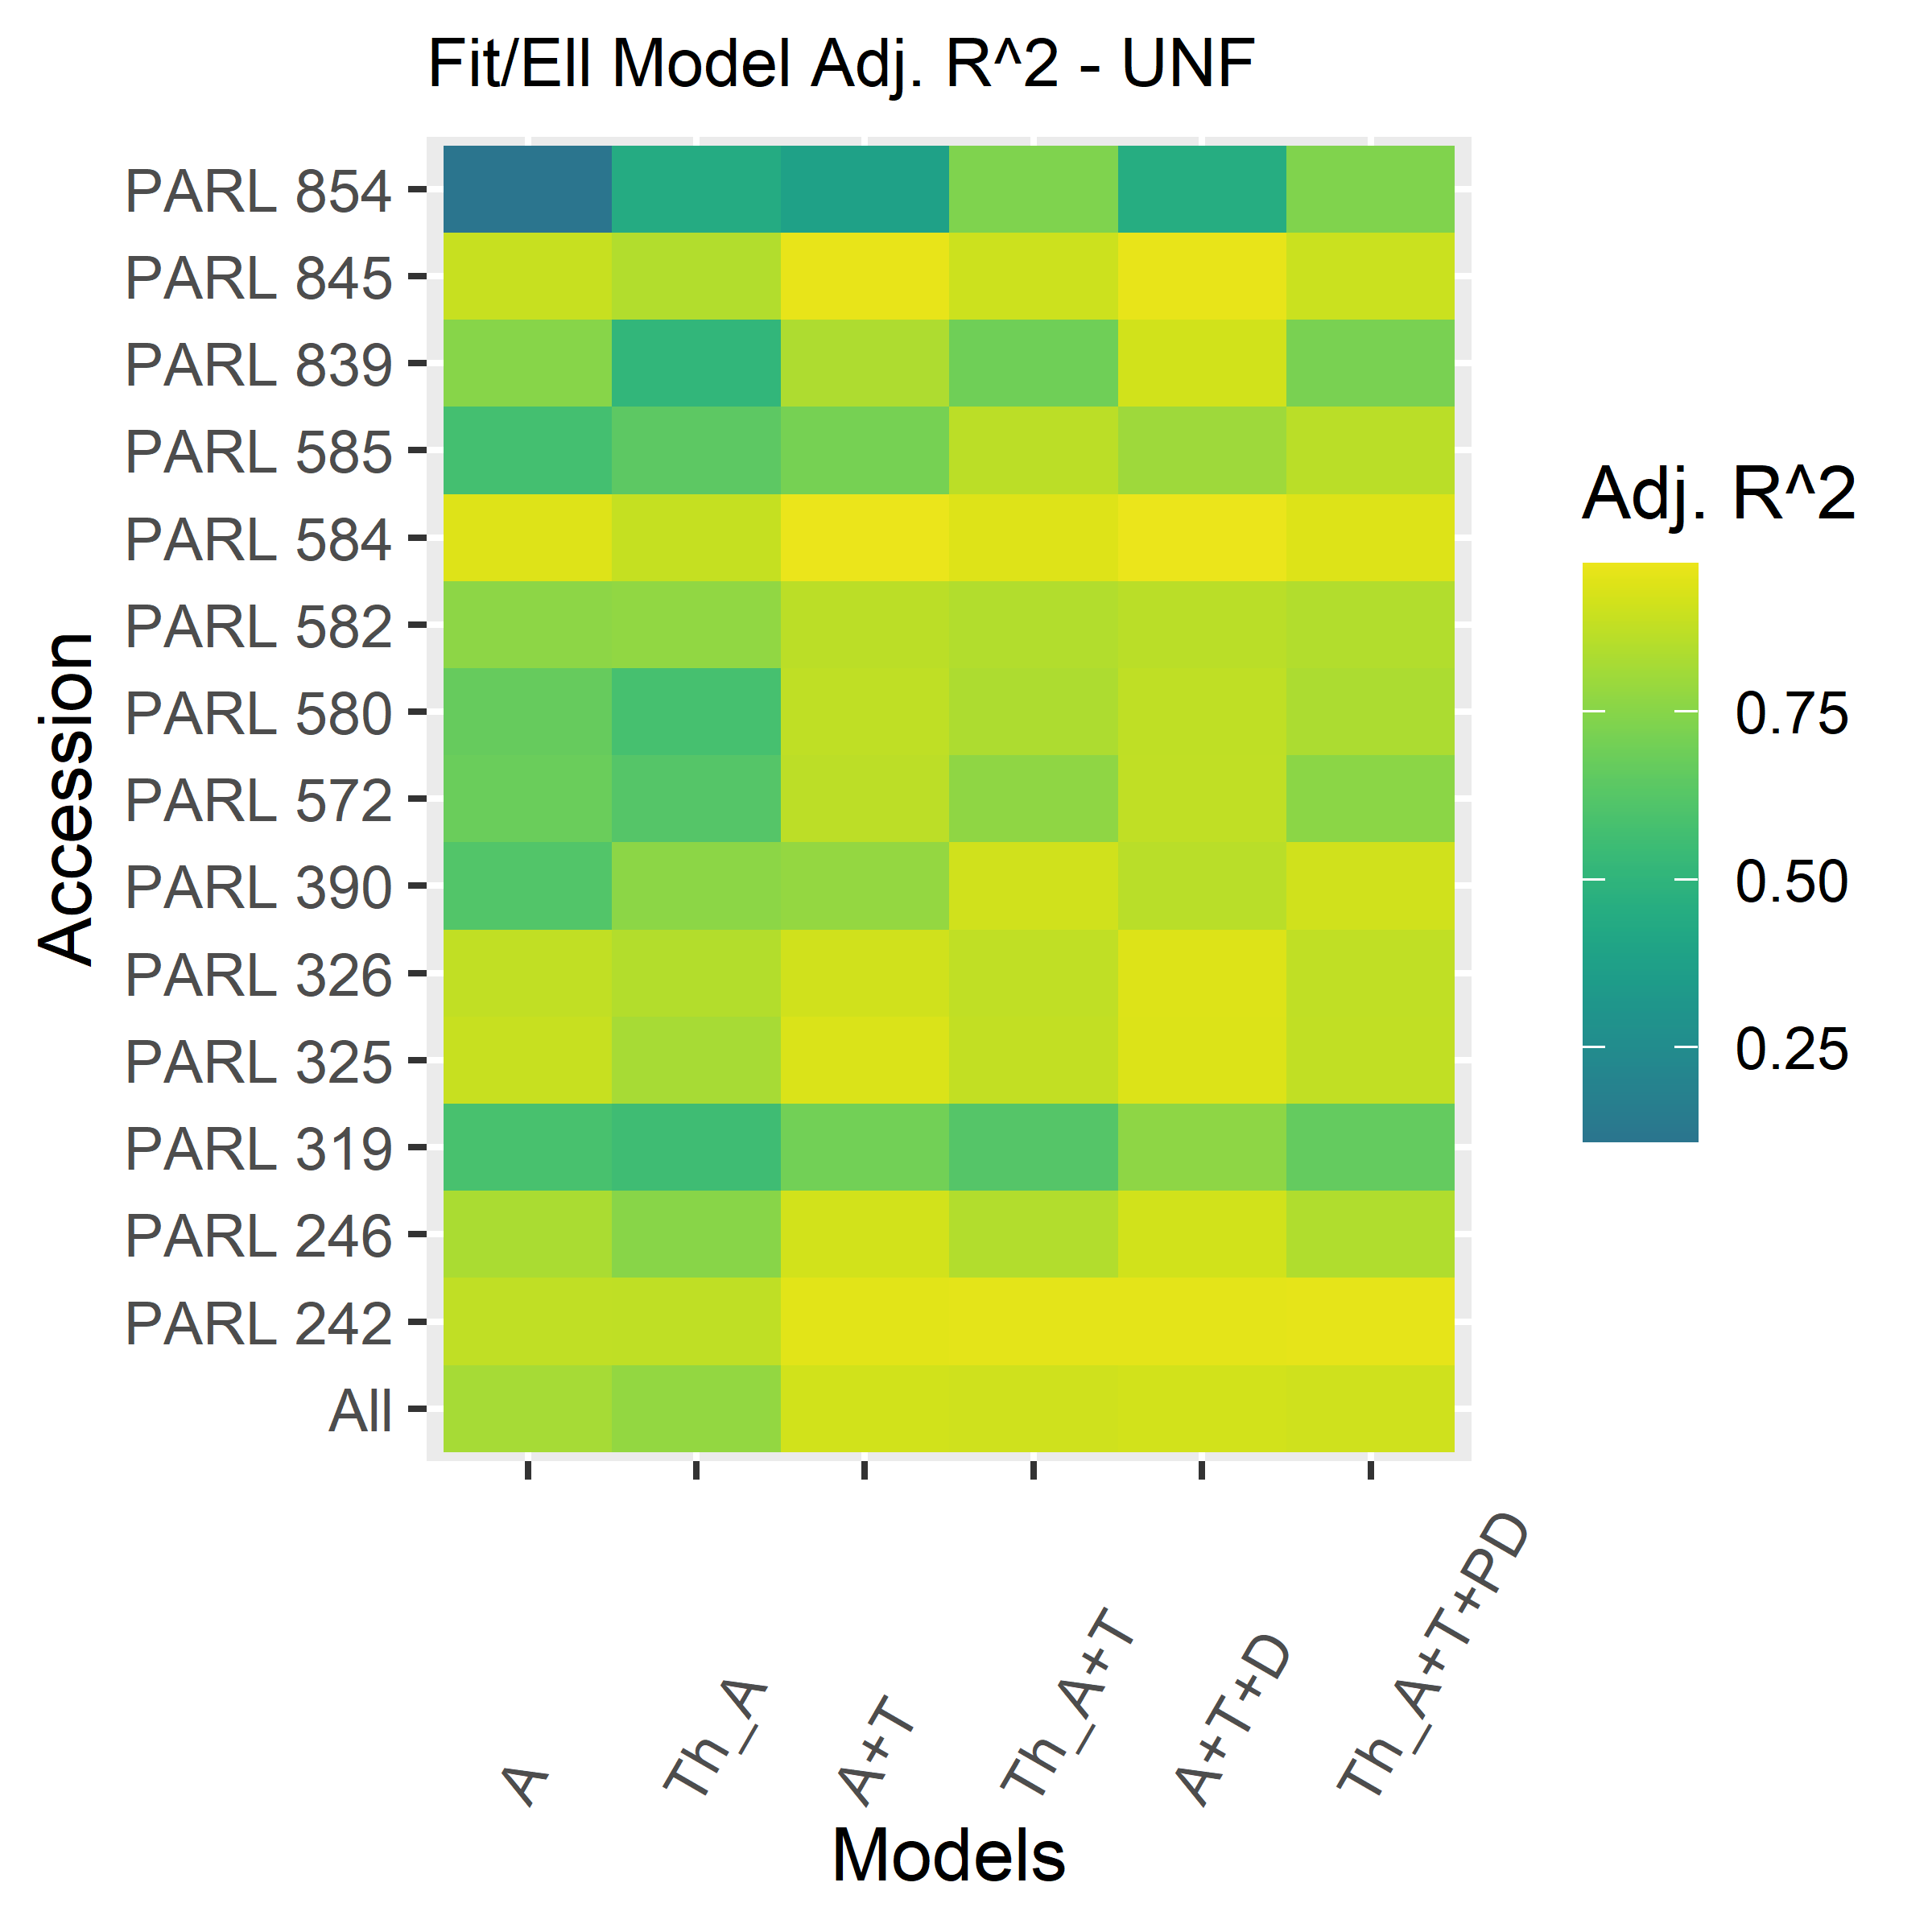 Fit/Ell Model Adj. R^2 - UNF
Accession
PARL 854
PARL 845
PARL 839
PARL 585
PARL 584
PARL 582
PARL 580
PARL 572
PARL 390
PARL 326
PARL 325
PARL 319
PARL 246
PARL 242
All
A
Th_A
A+T
Th_A+T
A+T+D
Th_A+T+PD
Models
Adj. R^2
0.75
0.50
0.25